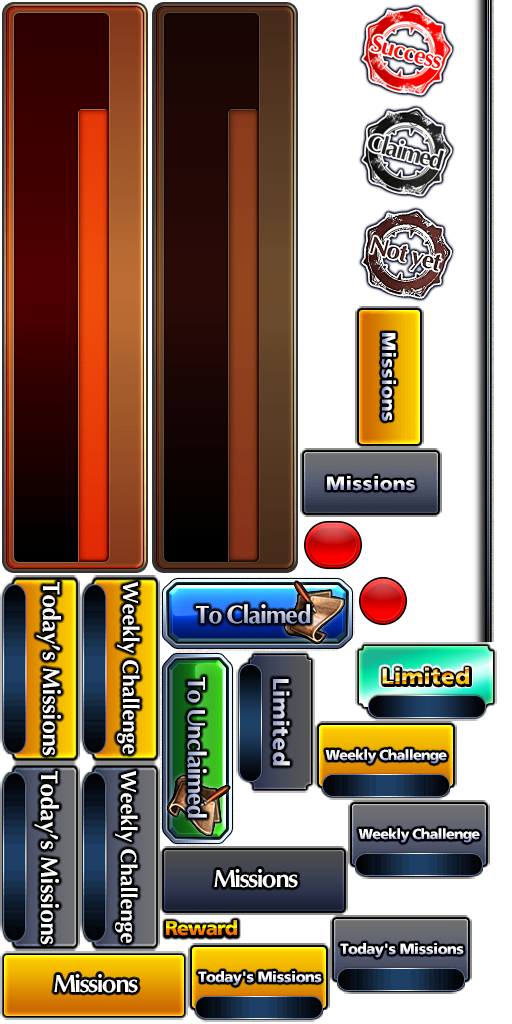 Success
Claimed
Not yet
Missions
Missions
Today's Missions
Weekly Challenge
To Claimed
To Unclaimed
Limited
Limited
Weekly Challenge
Today's Missions
Weekly Challenge
Weekly Challenge
Missions
Reward
Today's Missions
Missions
Today's Missions